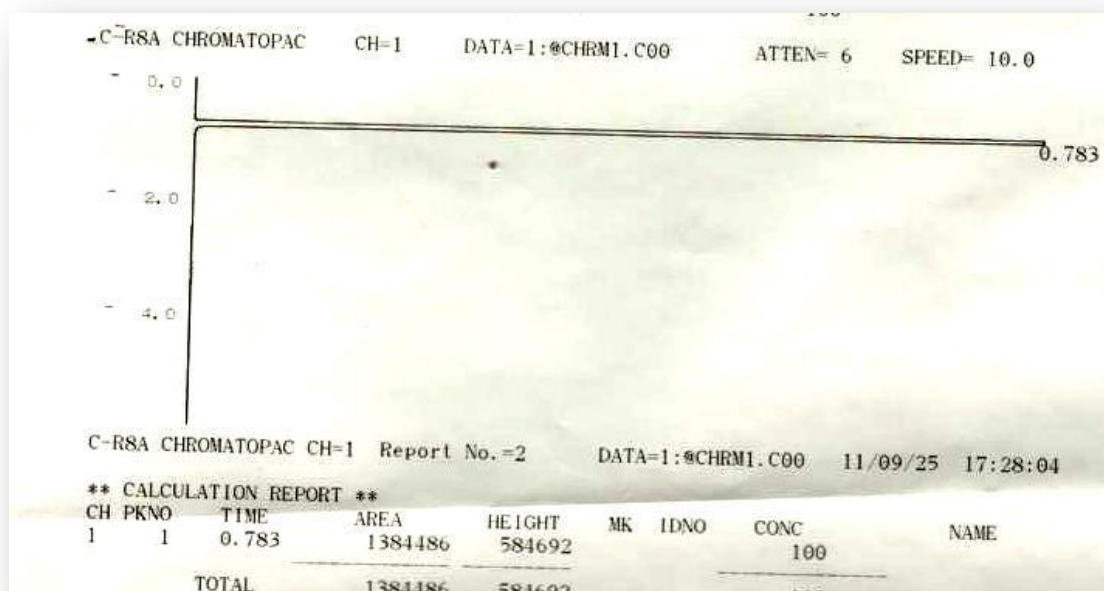 C-R8A CHROMATOPAC CH=1 DATA=1:@CHRM1.C00 ATTEN= 6 SPEED= 10.0
0.0
0.783
2.0
4.0
C-R8A CHROMATOPAC CH=1 Report No.=2 DATA=1:@CHRM1.C00 11/09/25 17:28:04
** CALCULATION REPORT **
CH PKNO TIME AREA HEIGHT MK IDNO CONC NAME
1 1 0.783 1384486 584692 100
TOTAL 1384486 584692